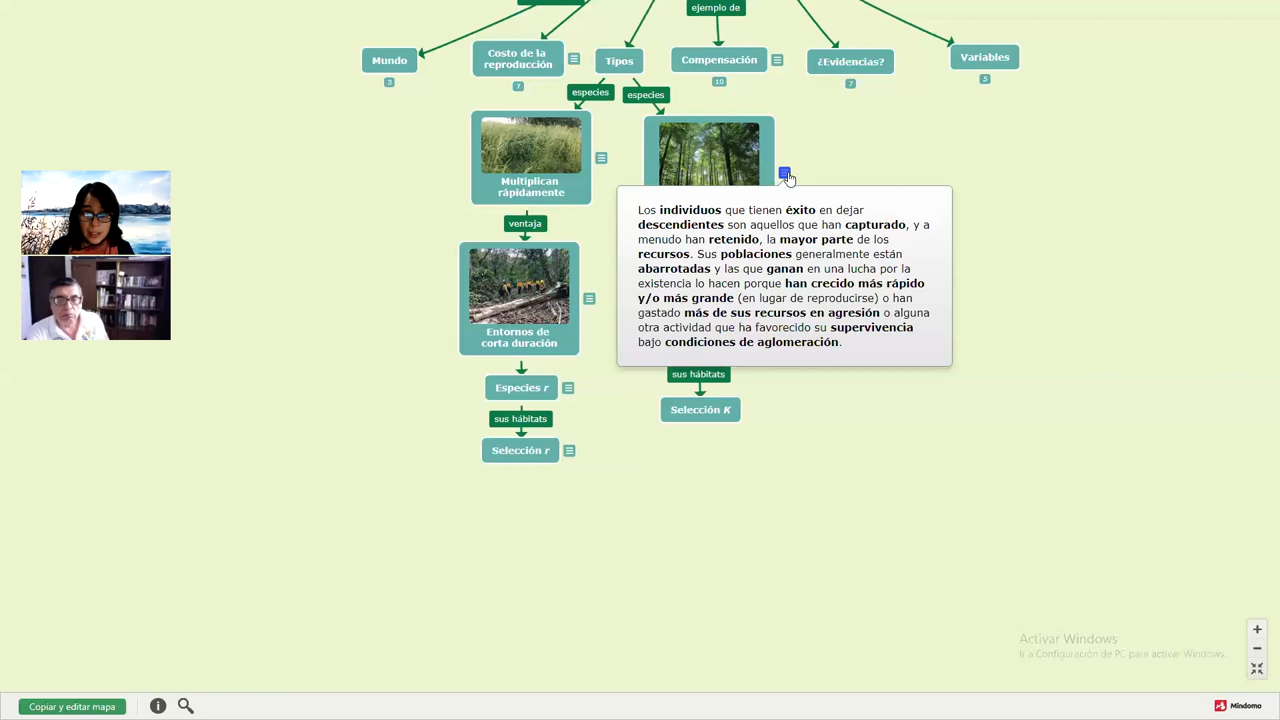 ejemplo de
Mundo
3
Costo de la
reproducción
7
Tipos
Compensación
10
¿Evidencias?
7
Variables
5
especies
especies
Multiplican
rápidamente
ventaja
Entornos de
corta duración
Especies r
sus hábitats
Selección r
Los individuos que tienen éxito en dejar
descendientes son aquellos que han capturado, y a
menudo han retenido, la mayor parte de los
recursos. Sus poblaciones generalmente están
abarrotadas y las que ganan en una lucha por la
existencia lo hacen porque han crecido más rápido
y/o más grande (en lugar de reproducirse) o han
gastado más de sus recursos en agresión o alguna
otra actividad que ha favorecido su supervivencia
bajo condiciones de aglomeración.
sus hábitats
Selección K
Activar Windows
Ir a Configuración de PC para activar Windows.
Copiar y editar mapa
Mindomo